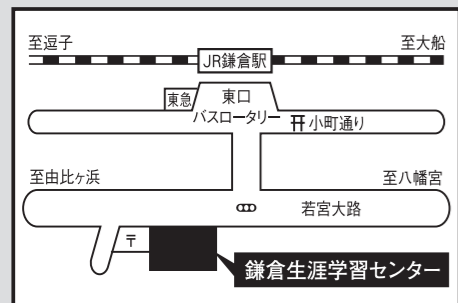 至逗子
至大船
JR鎌倉駅
東急
東口
バスロータリー
小町通り
至由比ヶ浜
至八幡宮
若宮大路
〒
鎌倉生涯学習センター